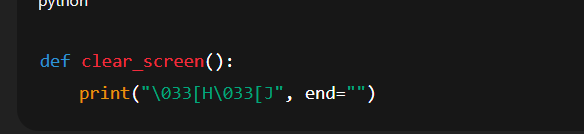 python
def clear_screen():
    print("\033[H\033[J", end="")